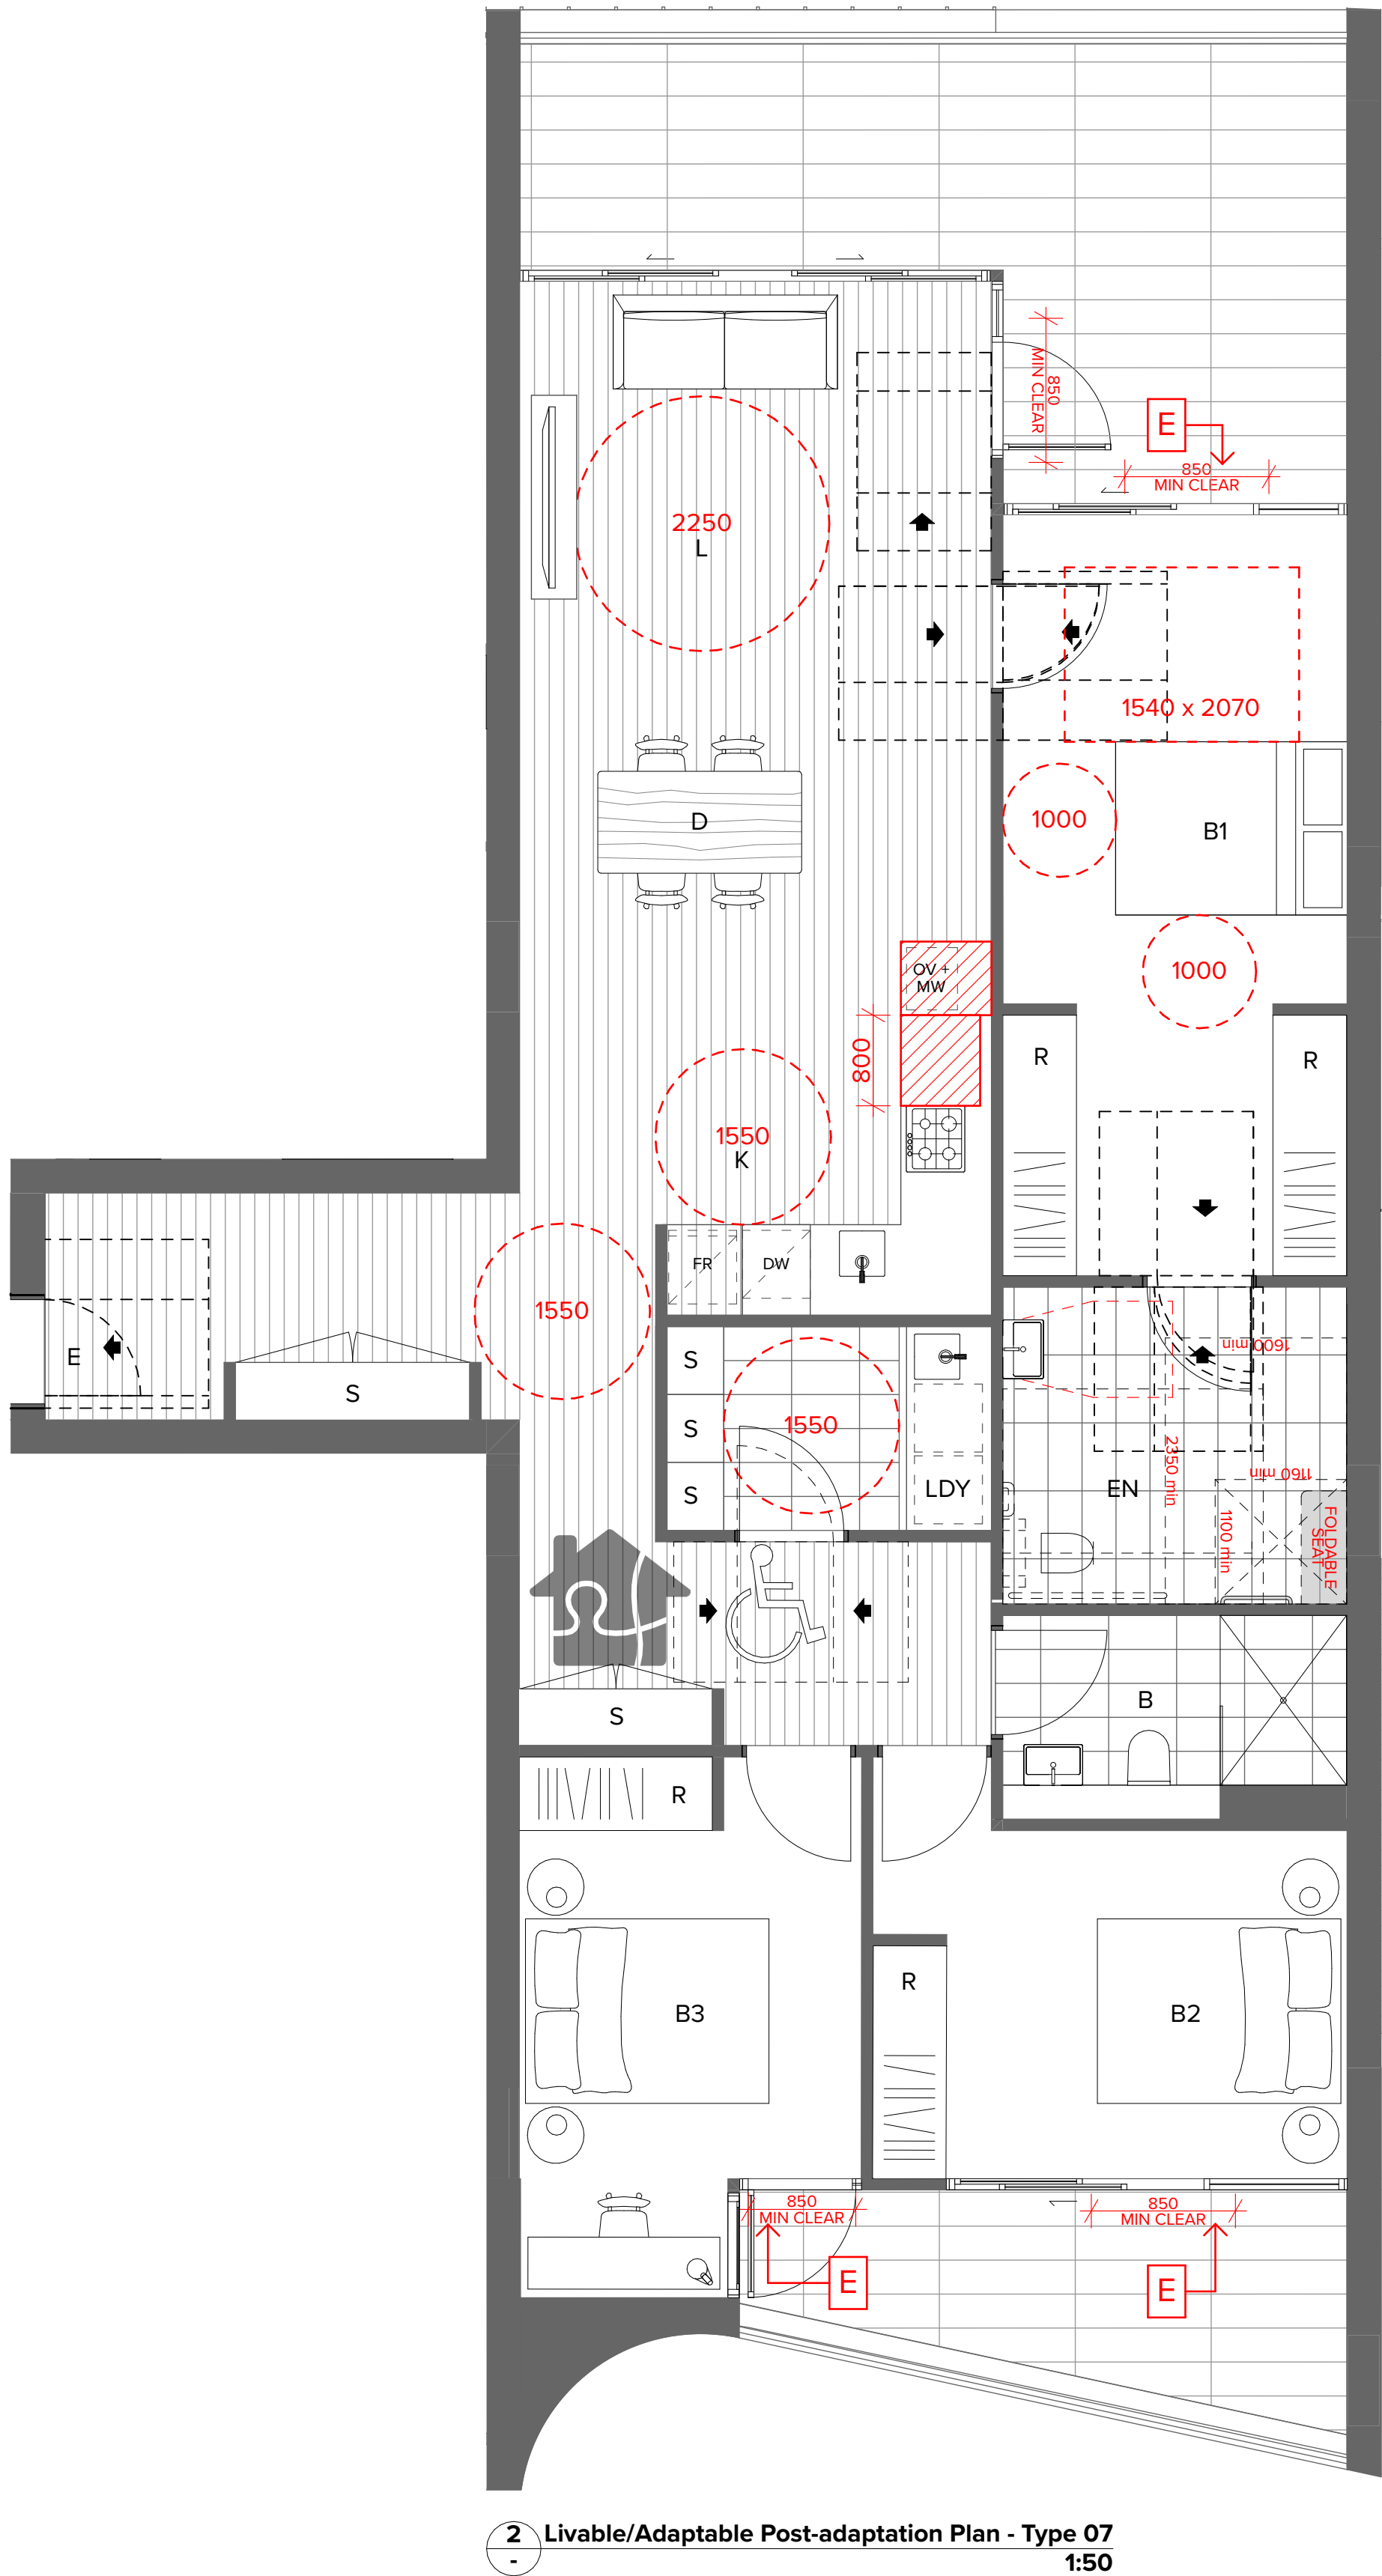 850
MIN CLEAR
E
850
MIN CLEAR
2250
L
1540 x 2070
1000
B1
D
1000
OV +
MW
800
R
R
1550
K
FR
DW
1550
E
S
1600 min
S
S
S
1550
LDY
2350 min
1160 min
EN
1100 min
FOLDABLE
SEAT
S
B
R
R
B3
B2
850
MIN CLEAR
850
MIN CLEAR
E
E
2
-
Livable/Adaptable Post-adaptation Plan - Type 07
1:50